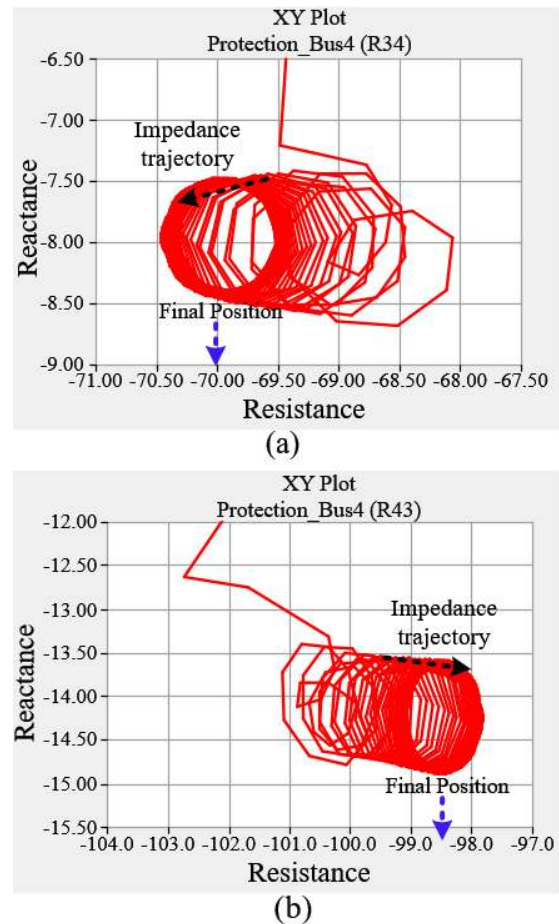 XY Plot
Protection_Bus4 (R34)
-6.50
-7.00
-7.50
-8.00
-8.50
-9.00
Reactance
Impedance
trajectory
Final Position
-71.00 -70.50 -70.00 -69.50 -69.00 -68.00 -68.00 -67.50
Resistance
(a)
XY Plot
Protection_Bus4 (R43)
-12.00
-12.50
-13.00
-13.50
-14.00
-14.50
-15.00
-15.50
Reactance
Impedance
trajectory
Final Position
-104.0 -103.0 -102.0 -101.0 -100.0 -99.0 -98.0 -97.0
Resistance
(b)